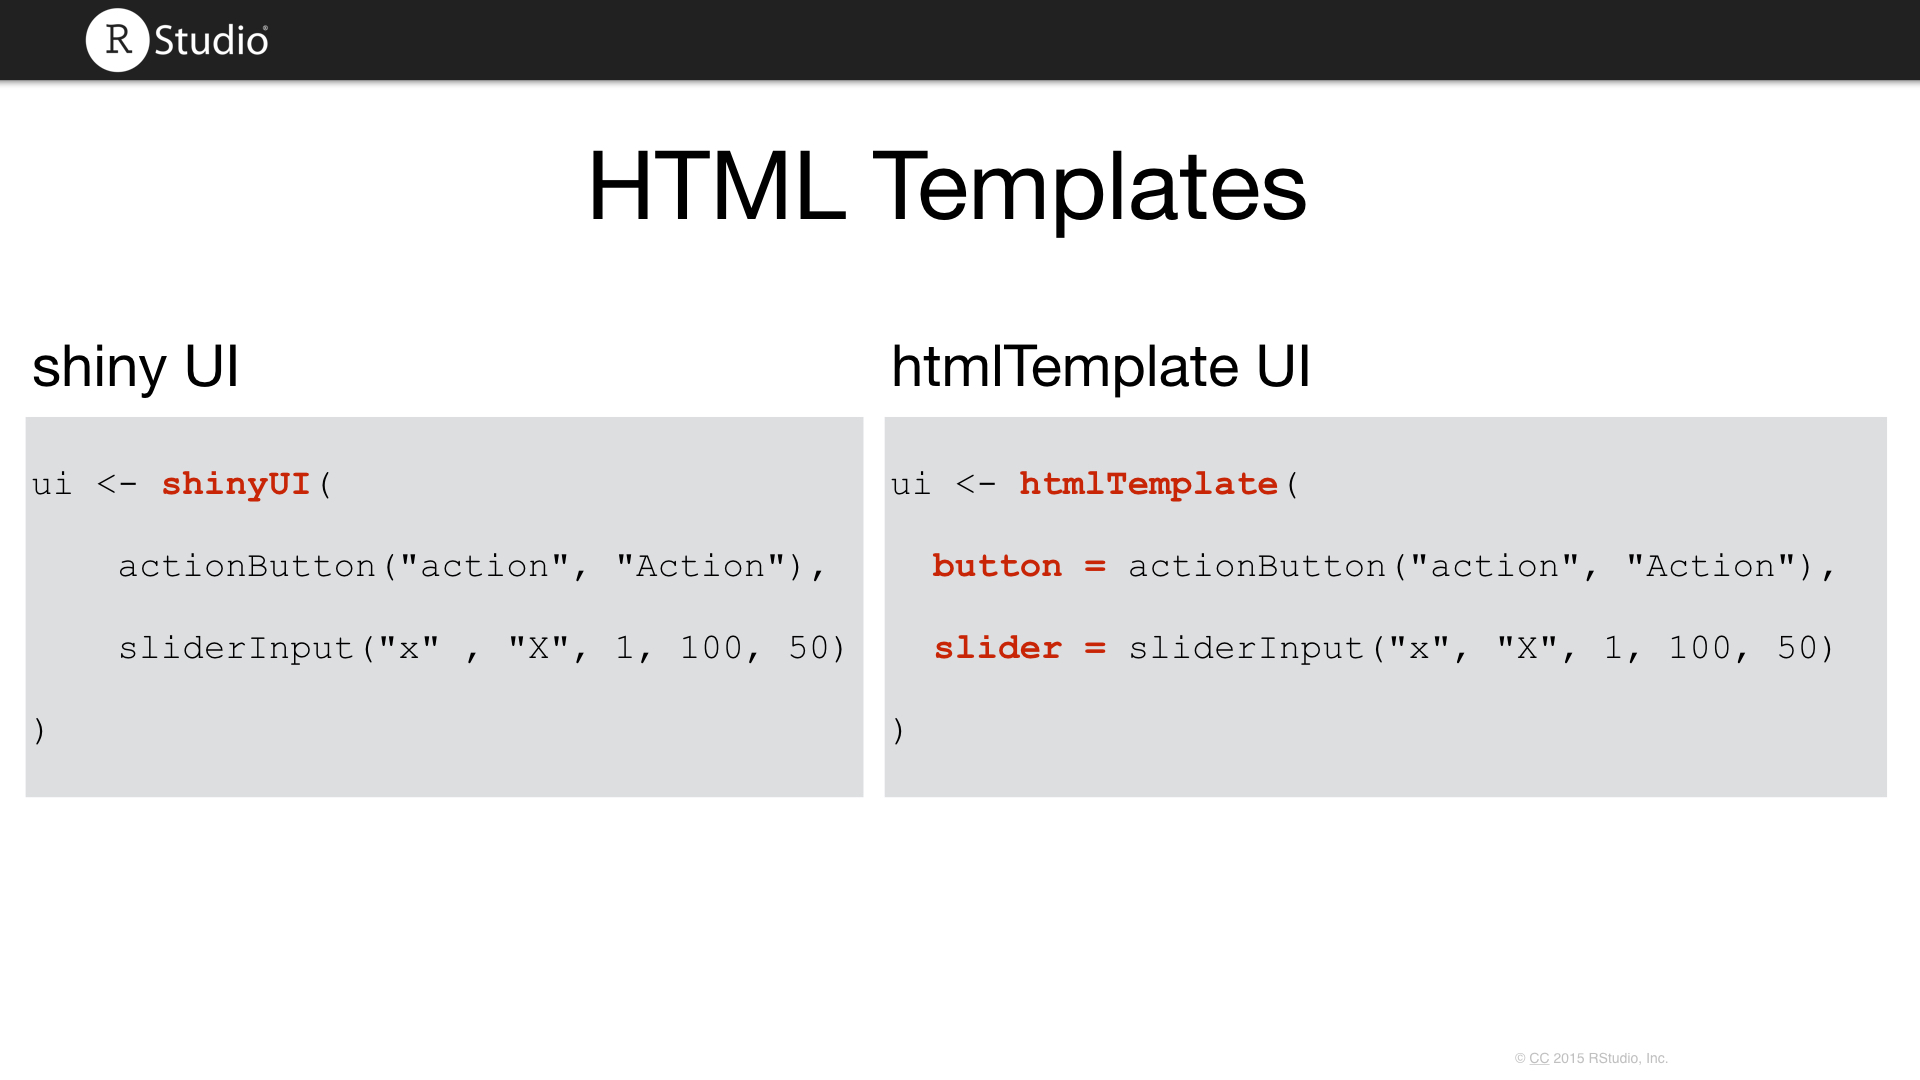 R Studio®
HTML Templates
shiny UI
ui <- shinyUI(
actionButton("action", "Action"),
sliderInput("x" , "X", 1, 100, 50)
)
htmlTemplate UI
ui <- htmlTemplate(
button = actionButton("action", "Action"),
slider = sliderInput("x", "X", 1, 100, 50)
)
© CC 2015 RStudio, Inc.